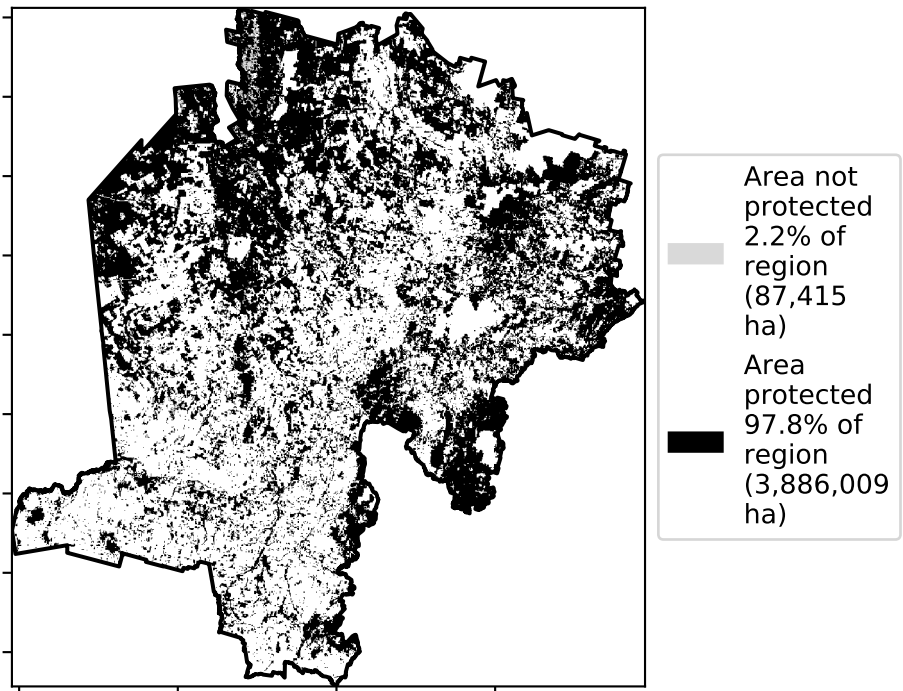 Area not
protected
2.2% of
region
(87,415
ha)
Area
protected
97.8% of
region
(3,886,009
ha)